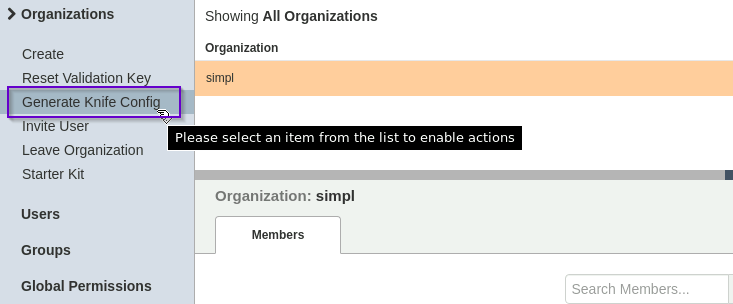 Organizations
Create
Reset Validation Key
Generate Knife Config
Invite User
Leave Organization
Starter Kit
Users
Groups
Global Permissions
Showing All Organizations
Organization
simpl
Please select an item from the list to enable actions
Organization: simpl
Members
Search Members...